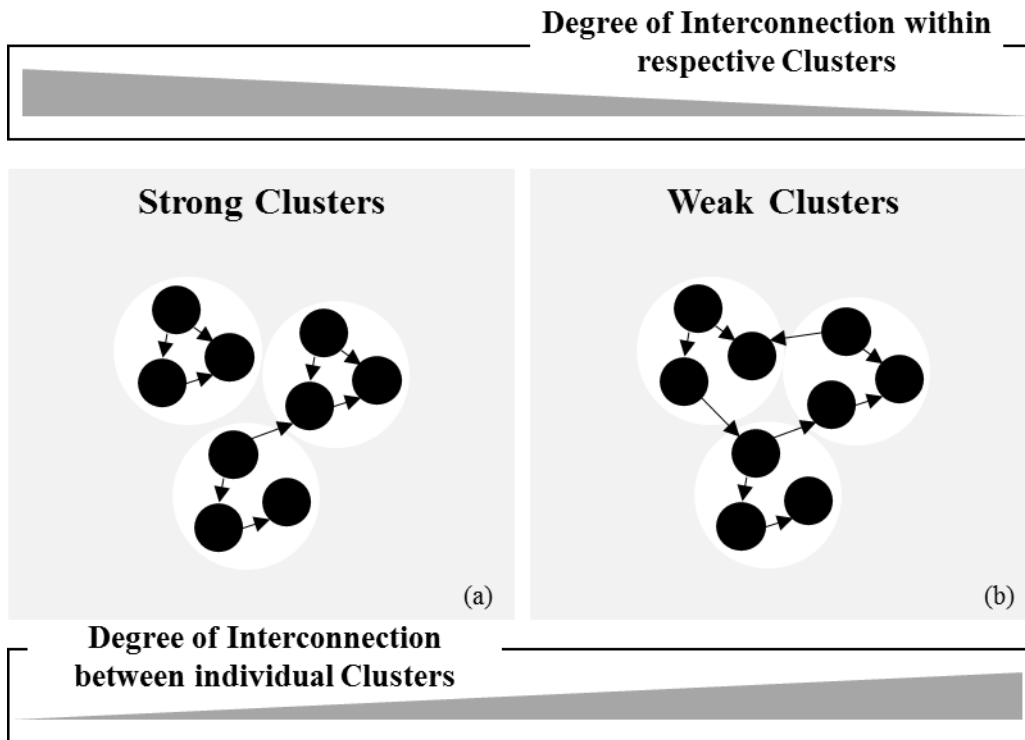 Degree of Interconnection within
respective Clusters
Strong Clusters
Weak Clusters
(a)
(b)
Degree of Interconnection
between individual Clusters